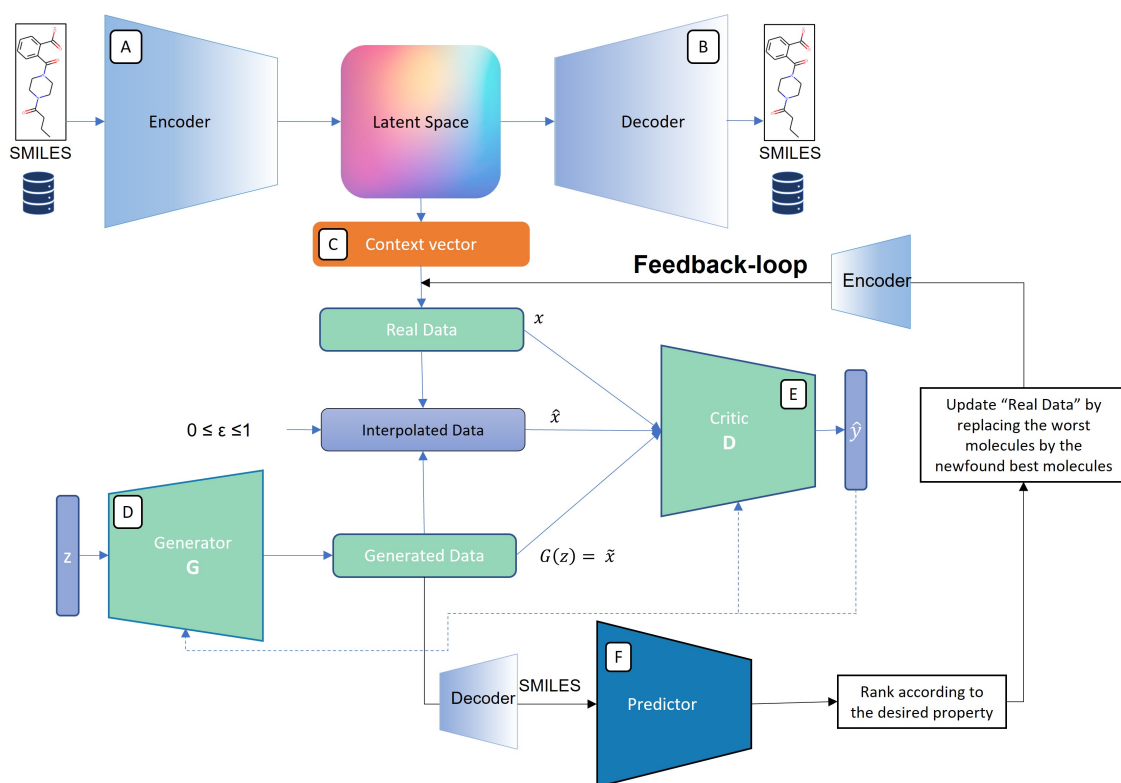 A
B
Encoder
Latent Space
Decoder
SMILES
SMILES
C
Context vector
Feedback-loop
Encoder
Real Data
x
E
Critic
D
ŷ
Update “Real Data” by
replacing the worst
molecules by the
newfound best molecules
0 ≤ ε ≤1
Interpolated Data
x̂
D
Generator
G
z
Generated Data
G(z) = x̃
F
Decoder
SMILES
Predictor
Rank according to
the desired property